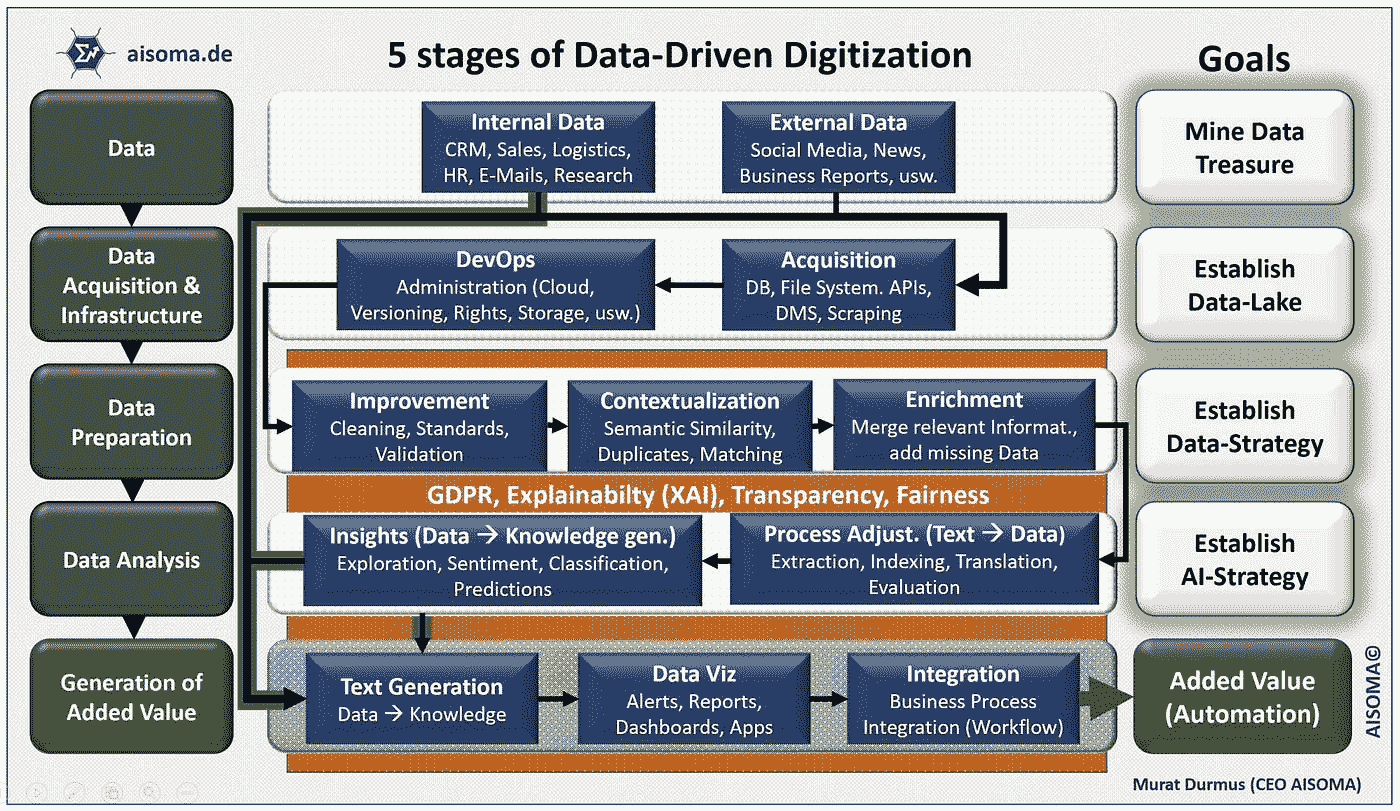 aisoma.de
5 stages of Data-Driven Digitization
Goals
Data
Internal Data
CRM, Sales, Logistics,
HR, E-Mails, Research
External Data
Social Media, News,
Business Reports, usw.
Mine Data
Treasure
Data
Acquisition &
Infrastructure
DevOps
Administration (Cloud,
Versioning, Rights, Storage, usw.)
Acquisition
DB, File System. APIs,
DMS, Scraping
Establish
Data-Lake
Data
Preparation
Improvement
Cleaning, Standards,
Validation
Contextualization
Semantic Similarity,
Duplicates, Matching
Enrichment
Merge relevant Informat.,
add missing Data
Establish
Data-Strategy
GDPR, Explainabilty (XAI), Transparency, Fairness
Data Analysis
Insights (Data → Knowledge gen.)
Exploration, Sentiment, Classification,
Predictions
Process Adjust. (Text → Data)
Extraction, Indexing, Translation,
Evaluation
Establish
AI-Strategy
Generation of
Added Value
Text Generation
Data → Knowledge
Data Viz
Alerts, Reports,
Dashboards, Apps
Integration
Business Process
Integration (Workflow)
Added Value
(Automation)
AISOMA©
Murat Durmus (CEO AISOMA)